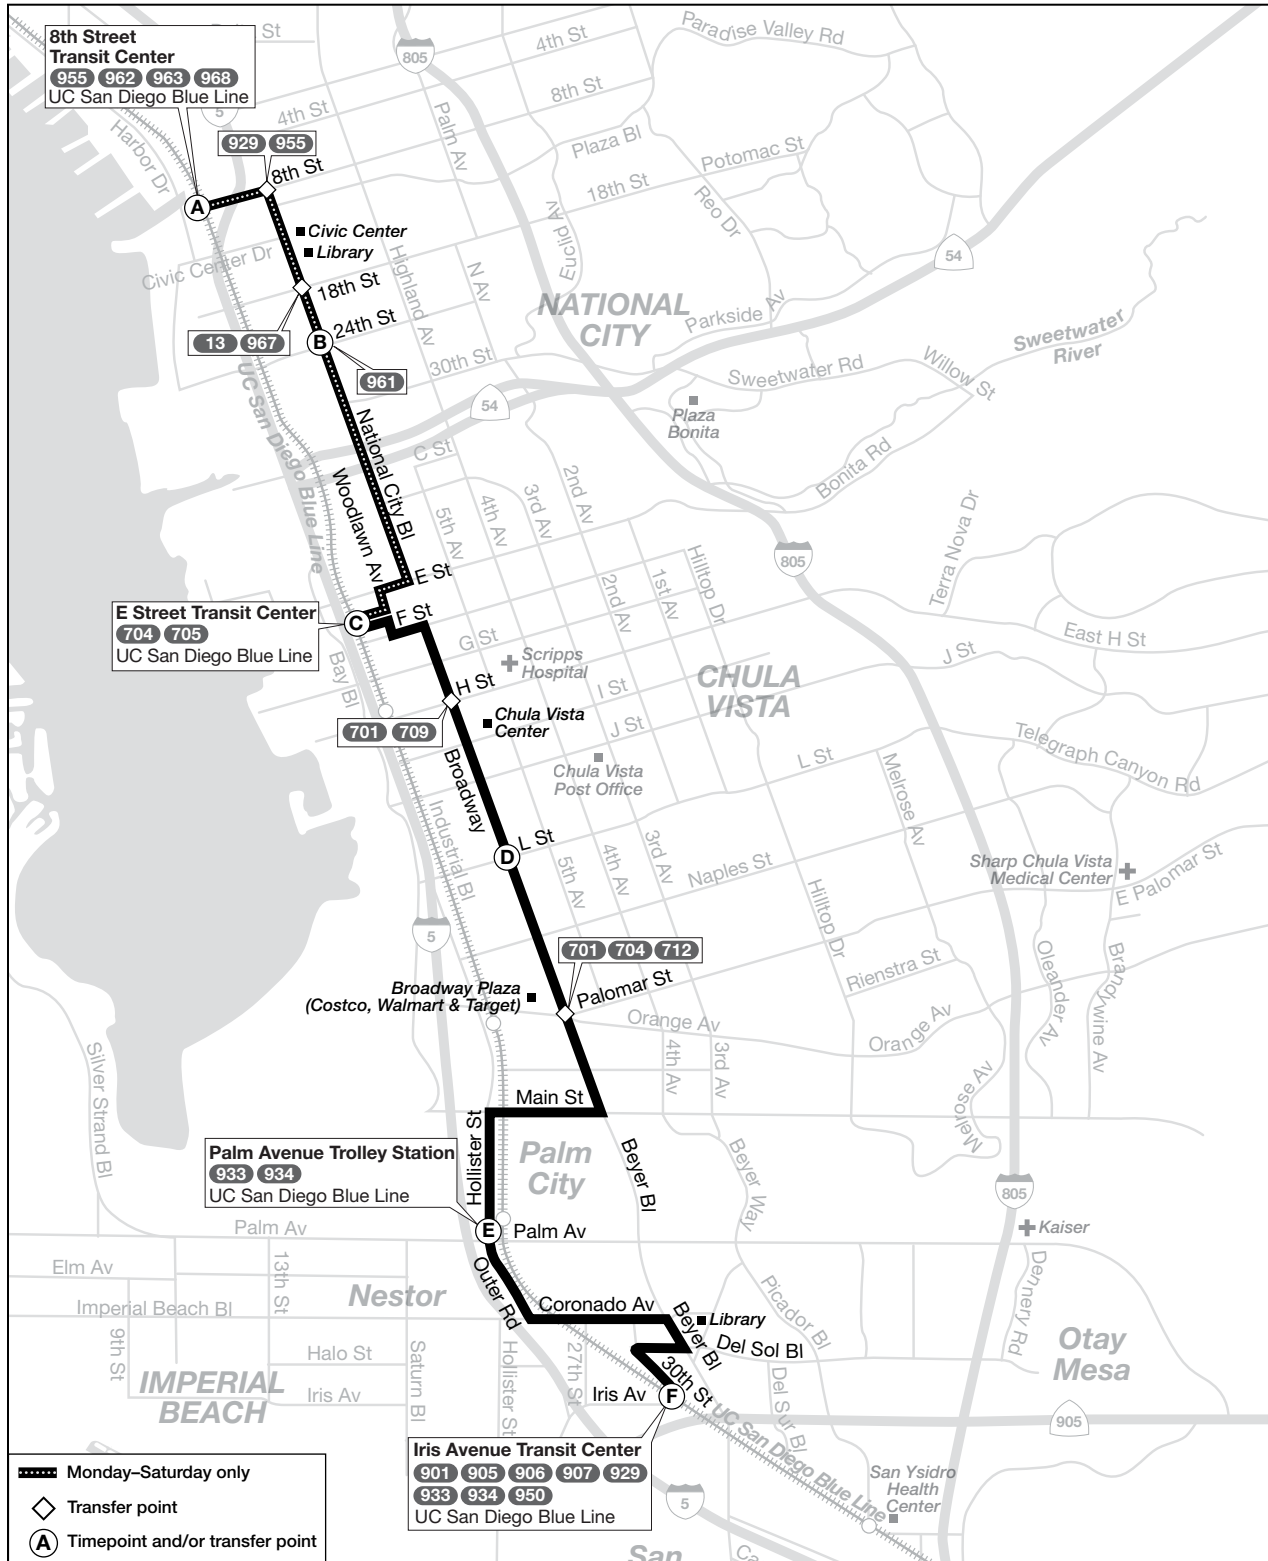 8th Street
Transit Center
955 962 963 968
UC San Diego Blue Line
5
4th St
805
4th St
8th St
Paradise Valley Rd
Palm Av
Plaza Bl
Potomac St
18th St
Reo Dr
Euclid Av
Harbor Dr
929 955
8th St
A
Civic Center
Library
Civic Center Dr
18th St
Highland Av
N Av
NATIONAL
CITY
Parkside Av
54
Sweetwater
River
13 967
24th St
B
961
30th St
54
Sweetwater Rd
Willow St
Plaza
Bonita
Bonita Rd
UC San Diego Blue Line
National City Bl
Woodlawn Av
C St
5th Av
4th Av
3rd Av
2nd Av
805
Terra Nova Dr
Hilltop Dr
1st Av
2nd Av
E St
E Street Transit Center
704 705
UC San Diego Blue Line
C
F St
G St
Scripps
Hospital
East H St
J St
Bay Bl
H St
I St
CHULA
VISTA
701 709
Chula Vista
Center
J St
Telegraph Canyon Rd
L St
Chula Vista
Post Office
Broadway
Melrose Av
Industrial Bl
D
L St
5th Av
4th Av
3rd Av
Naples St
Sharp Chula Vista
Medical Center
E Palomar St
Hilltop Dr
5
701 704 712
Palomar St
Rienstra St
Oleander Av
Brandywine Av
Broadway Plaza
(Costco, Walmart & Target)
Orange Av
Orange Av
4th Av
3rd Av
Melrose Av
Silver Strand Bl
Main St
Hollister St
Palm
City
Beyer Bl
Beyer Way
805
Palm Avenue Trolley Station
933 934
UC San Diego Blue Line
E
Palm Av
Palm Av
Kaiser
Elm Av
13th St
Outer Rd
Nestor
Imperial Beach Bl
Coronado Av
Beyer Bl
Library
Del Sol Bl
Picador Bl
Dennery Rd
Otay
Mesa
9th St
Halo St
Saturn Bl
Hollister St
27th St
30th St
IMPERIAL
BEACH
Iris Av
Iris Av
F
Del Sur Bl
905
UC San Diego Blue Line
Iris Avenue Transit Center
901 905 906 907 929
933 934 950
UC San Diego Blue Line
San Ysidro
Health
Center
5
San
Monday–Saturday only
Transfer point
A Timepoint and/or transfer point